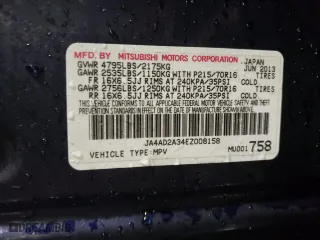 MFD. BY MITSUBISHI MOTORS CORPORATION, JAPAN
GVWR 4795LBS/2175KG JUN 2013
GAWR 2535LBS/1150KG WITH P215/70R16 TIRES
FR 16X6.5JJ RIMS AT 240KPA/35PSI COLD
GAWR 2756LBS/1250KG WITH P215/70R16 TIRES
RR 16X6.5JJ RIMS AT 240KPA/35PSI COLD
JA4AD2A34EZ008158
VEHICLE TYPE: MPV MU001758